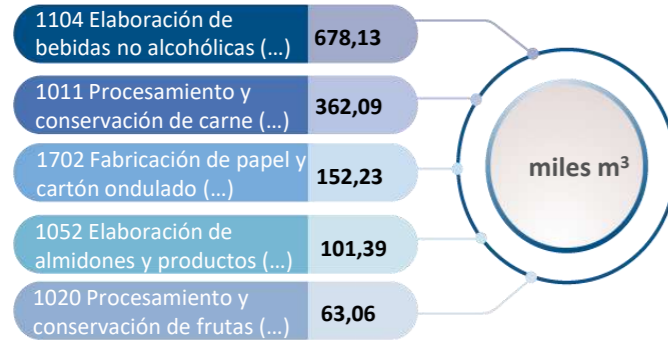 1104 Elaboración de
bebidas no alcohólicas (...)
678,13
1011 Procesamiento y
conservación de carne (...)
362,09
1702 Fabricación de papel y
cartón ondulado (...)
152,23
1052 Elaboración de
almidones y productos (...)
101,39
1020 Procesamiento y
conservación de frutas (...)
63,06
miles m³